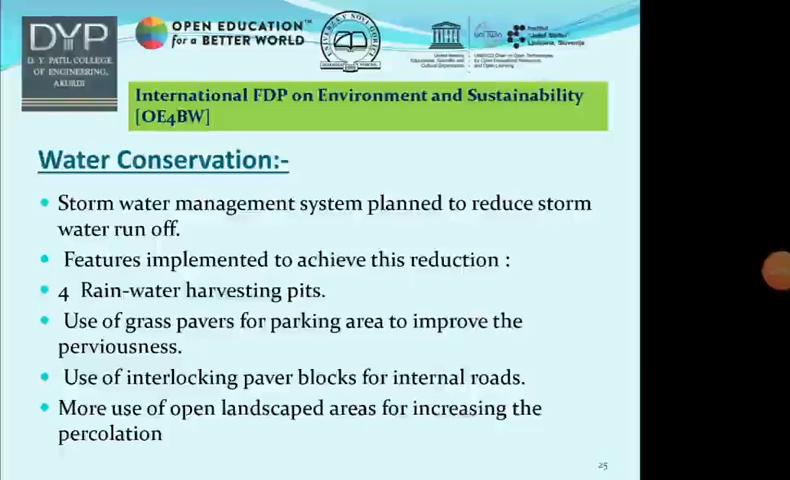 DYP
D. Y. PATIL COLLEGE
OF ENGINEERING,
AKURDI
OPEN EDUCATION™
for a BETTER WORLD
International FDP on Environment and Sustainability
[OE4BW]
Water Conservation:-
• Storm water management system planned to reduce storm
water run off.
• Features implemented to achieve this reduction :
• 4 Rain-water harvesting pits.
• Use of grass pavers for parking area to improve the
perviousness.
• Use of interlocking paver blocks for internal roads.
• More use of open landscaped areas for increasing the
percolation
25